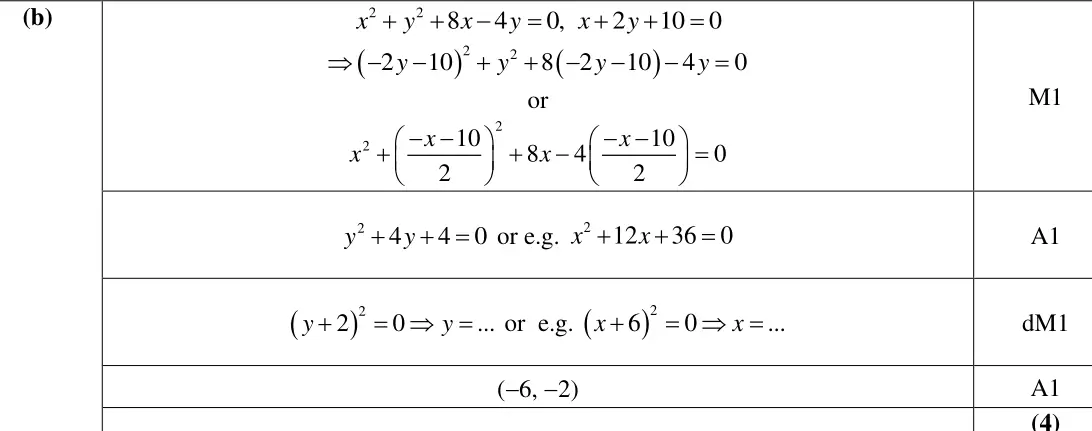 (b) x² + y² + 8x − 4y = 0, x + 2y + 10 = 0
⇒ (−2y − 10)² + y² + 8(−2y − 10) − 4y = 0
or
x² + ((−x − 10)/2)² + 8x − 4((−x − 10)/2) = 0 M1
y² + 4y + 4 = 0 or e.g. x² + 12x + 36 = 0 A1
(y + 2)² = 0 ⇒ y = ... or e.g. (x + 6)² = 0 ⇒ x = ... dM1
(−6, −2) A1
(4)